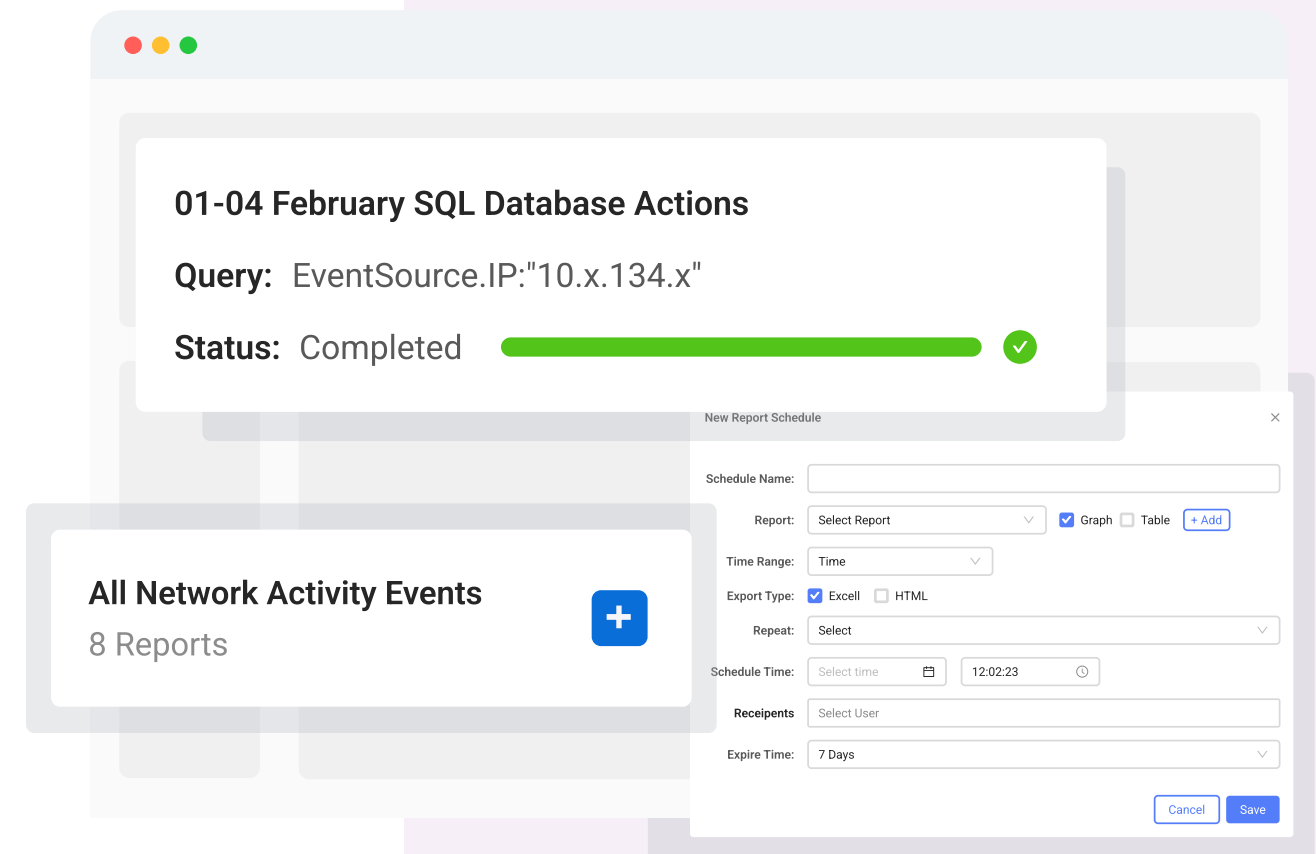 01-04 February SQL Database Actions
Query: EventSource.IP:"10.x.134.x"
Status: Completed
New Report Schedule
Schedule Name:
Report: Select Report Graph Table + Add
Time Range: Time
Export Type: Excell HTML
Repeat: Select
Schedule Time: Select time 12:02:23
Receipents Select User
Expire Time: 7 Days
Cancel Save
All Network Activity Events
8 Reports